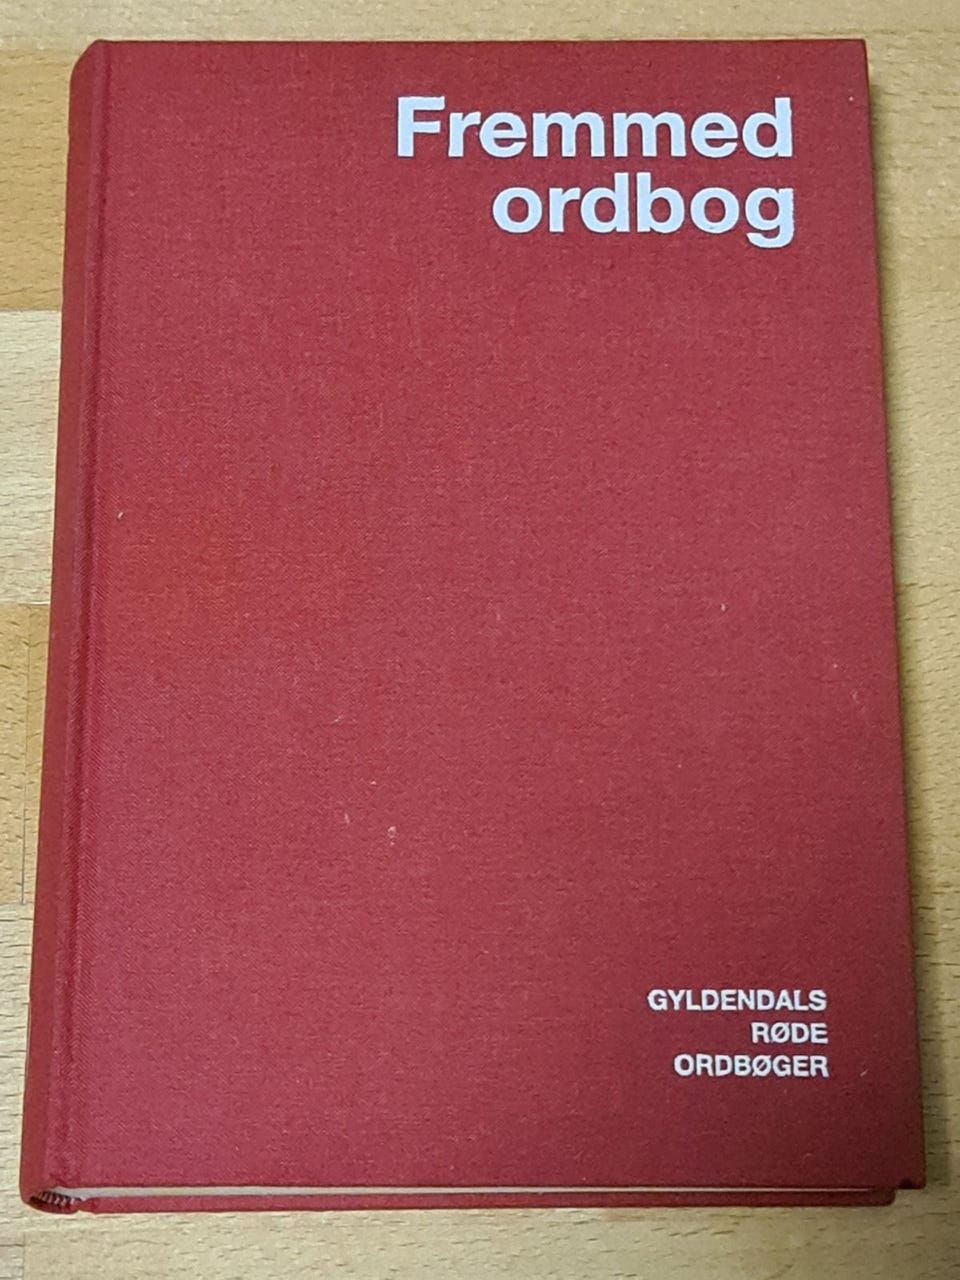 Fremmed
ordbog
GYLDENDALS
RØDE
ORDBØGER